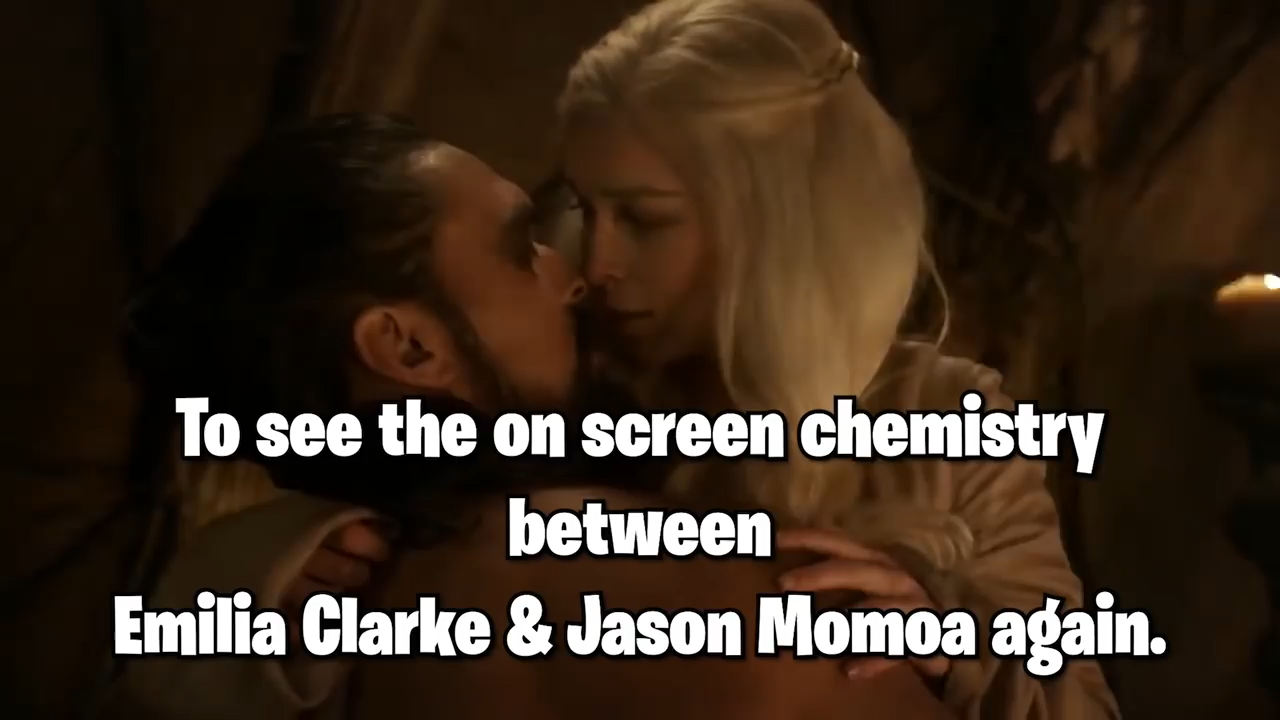 To see the on screen chemistry
between
Emilia Clarke & Jason Momoa again.